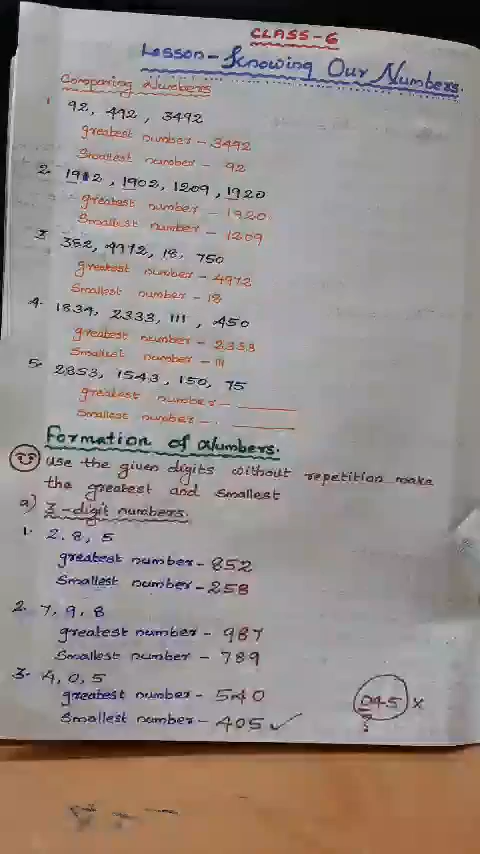 CLASS-6
Lesson - Knowing Our Numbers.
Comparing Numbers
1. 92, 492, 3492
greatest number - 3492
Smallest number - 92
2. 1912, 1902, 1209, 1920
greatest number - 1920
Smallest number - 1209
3. 382, 4972, 18, 750
greatest number - 4972
Smallest number - 18
4. 1834, 2333, 111, 450
greatest number - 2333
Smallest number - 111
5. 2853, 1543, 150, 75
greatest number - ______
Smallest number - ______
Formation of Numbers.
Use the given digits without repetition make
the greatest and smallest
a) 3-digit numbers.
1. 2, 8, 5
greatest number - 852
Smallest number - 258
2. 7, 9, 8
greatest number - 987
Smallest number - 789
3. 4, 0, 5
greatest number - 540
Smallest number - 405 ✓
045 x
?